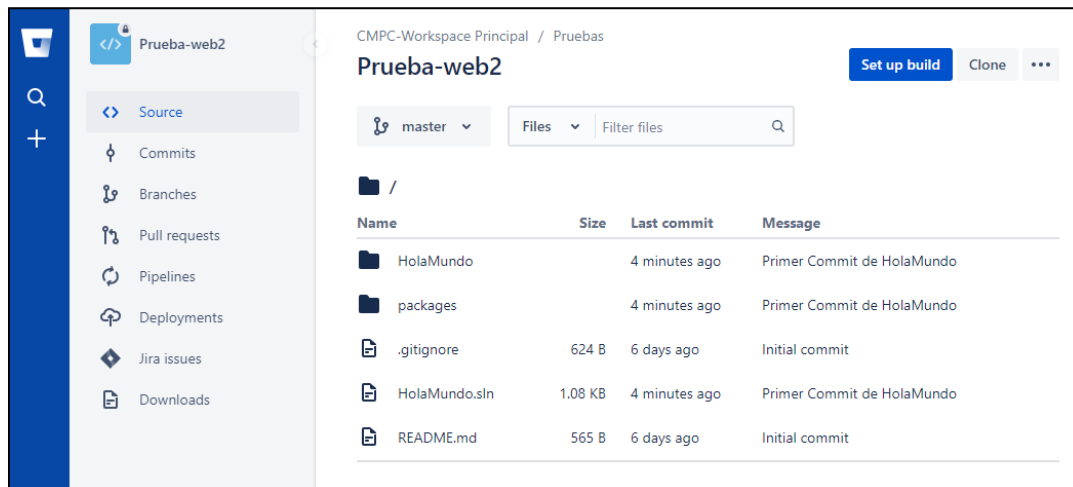 Prueba-web2
Source
Commits
Branches
Pull requests
Pipelines
Deployments
Jira issues
Downloads
CMPC-Workspace Principal / Pruebas
Prueba-web2
Set up build Clone
master Files Filter files
/
Name Size Last commit Message
HolaMundo 4 minutes ago Primer Commit de HolaMundo
packages 4 minutes ago Primer Commit de HolaMundo
.gitignore 624 B 6 days ago Initial commit
HolaMundo.sln 1.08 KB 4 minutes ago Primer Commit de HolaMundo
README.md 565 B 6 days ago Initial commit